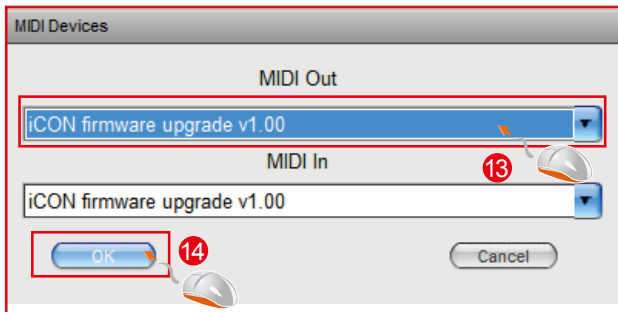 MIDI Devices
MIDI Out
iCON firmware upgrade v1.00
MIDI In
13
iCON firmware upgrade v1.00
OK
14
Cancel